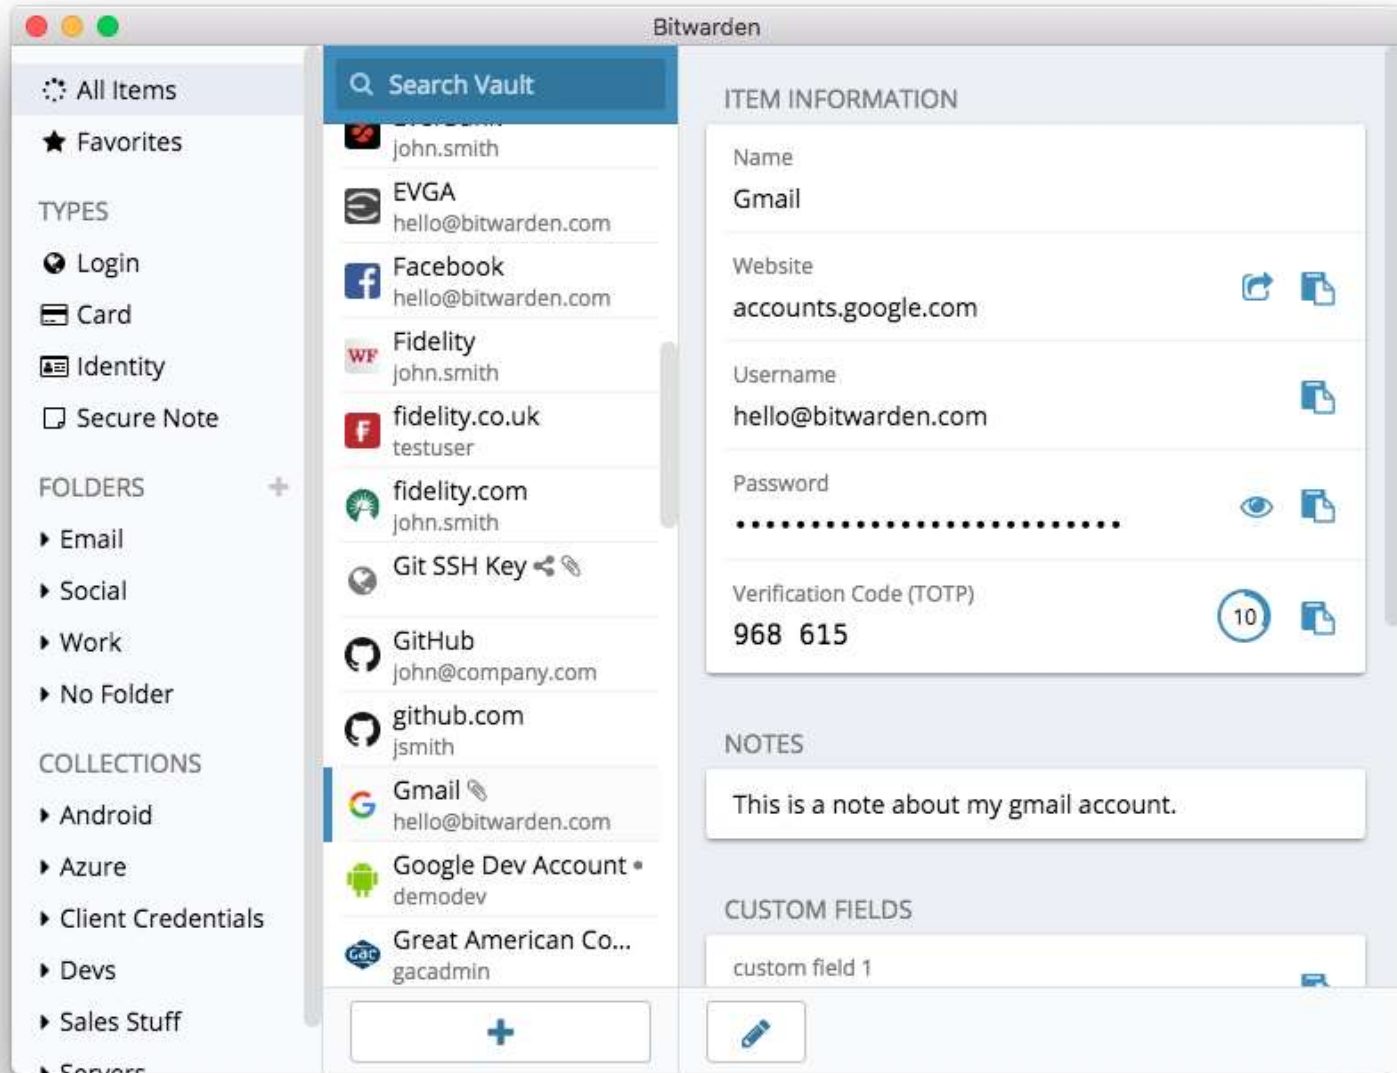 Bitwarden
All Items
Favorites
TYPES
Login
Card
Identity
Secure Note
FOLDERS
Email
Social
Work
No Folder
COLLECTIONS
Android
Azure
Client Credentials
Devs
Sales Stuff
Servers
Search Vault
john.smith
EVGA
hello@bitwarden.com
Facebook
hello@bitwarden.com
WF
Fidelity
john.smith
fidelity.co.uk
testuser
fidelity.com
john.smith
Git SSH Key
GitHub
john@company.com
github.com
jsmith
Gmail
hello@bitwarden.com
Google Dev Account
demodev
Great American Co...
gacadmin
ITEM INFORMATION
Name
Gmail
Website
accounts.google.com
Username
hello@bitwarden.com
Password
Verification Code (TOTP)
968 615
10
NOTES
This is a note about my gmail account.
CUSTOM FIELDS
custom field 1